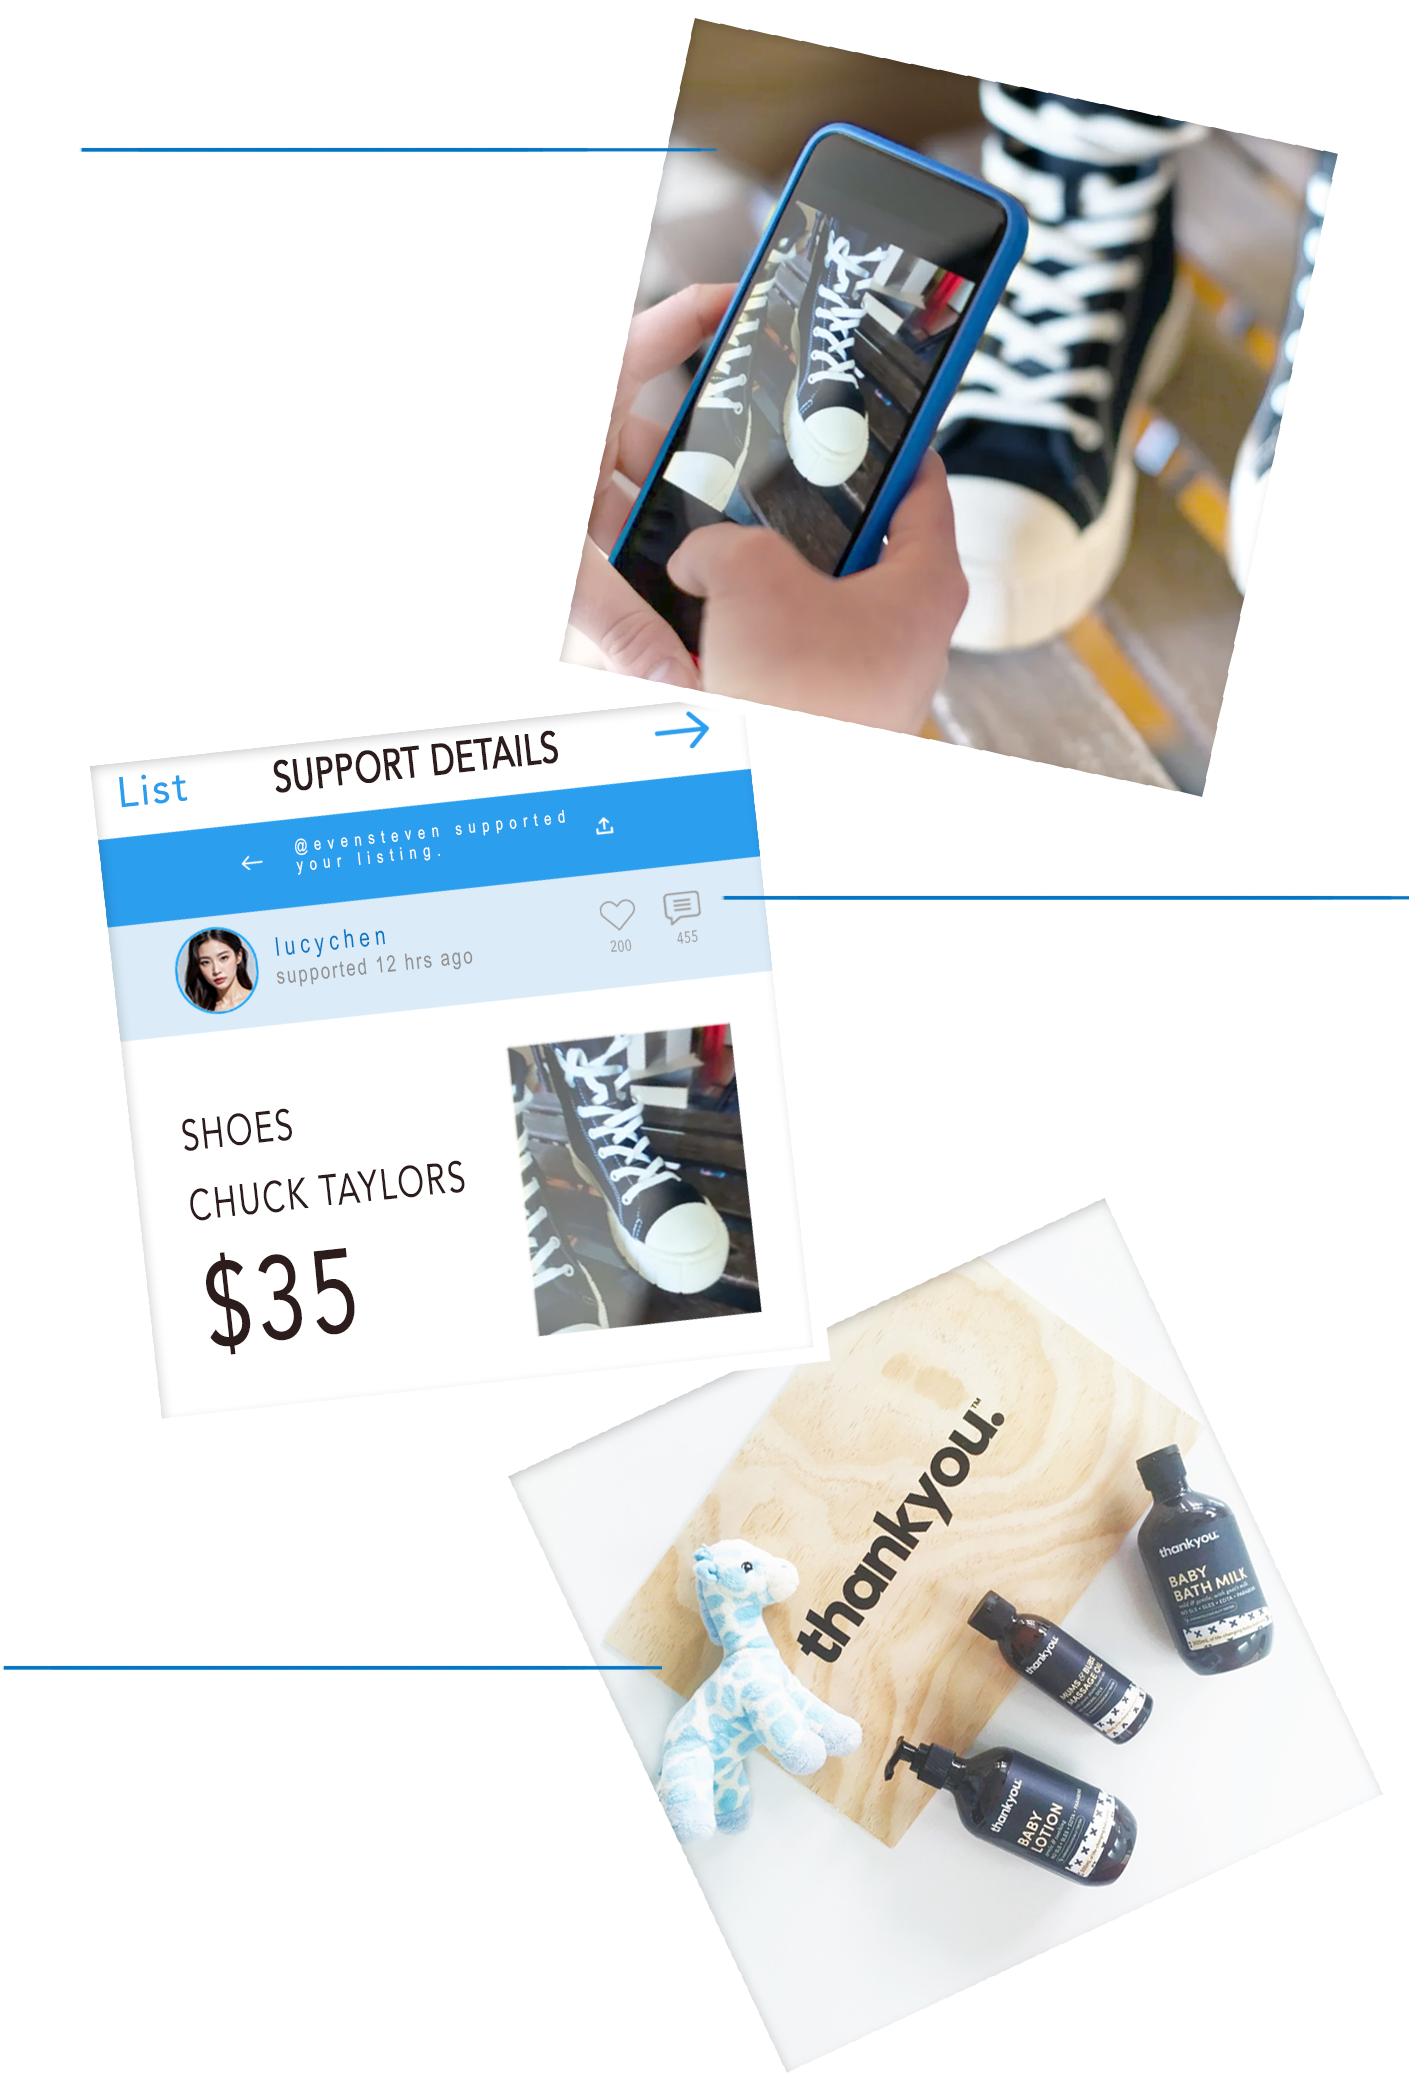 List
SUPPORT DETAILS
@evensteven supported
your listing.
lucychen
supported 12 hrs ago
200
455
SHOES
CHUCK TAYLORS
$35
thankyou.™
thankyou.
BABY
BATH MILK
thankyou.
MUMS & BUBS
MASSAGE OIL
thankyou.
BABY
LOTION